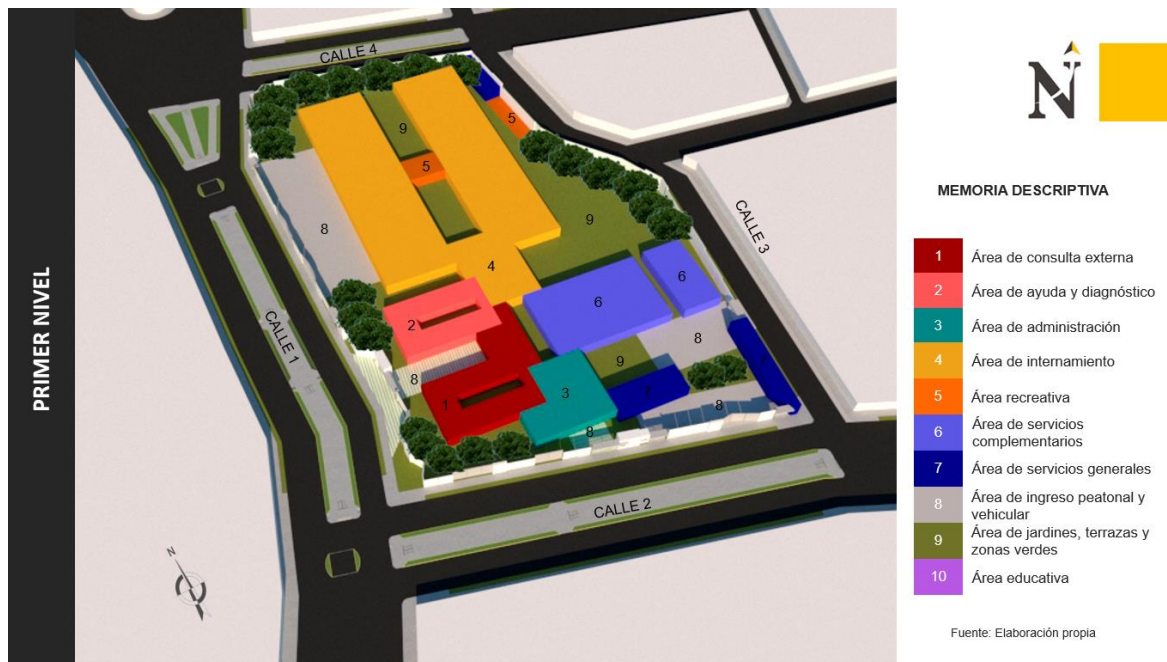 PRIMER NIVEL
CALLE 4
9
5
5
8
9
CALLE 3
4
6
6
2
8
7
CALLE 1
8
9
1
3
7
8
8
CALLE 2
N
N
MEMORIA DESCRIPTIVA
1 Área de consulta externa
2 Área de ayuda y diagnóstico
3 Área de administración
4 Área de internamiento
5 Área recreativa
6 Área de servicios
complementarios
7 Área de servicios generales
8 Área de ingreso peatonal y
vehicular
9 Área de jardines, terrazas y
zonas verdes
10 Área educativa
Fuente: Elaboración propia